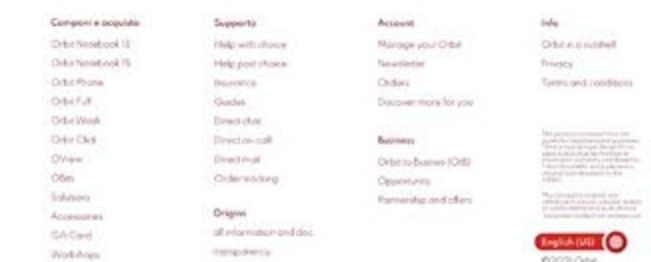 Componi e acquista
Orbit Notebook 13
Orbit Notebook 15
Orbit Phone
Orbit Full
Orbit Watch
Orbit Click
OView
OBuds
Solutions
Accessories
Gift Card
Workshops
Supporto
Help with choice
Help post choice
Insurance
Guides
Direct chat
Direct on-call
Direct mail
Order tracking
Origins
all information and doc
transparency
Account
Manage your Orbit
Newsletter
Orders
Discover more for you
Business
Orbit to Business (OtB)
Opportunity
Partnership and offers
Info
Orbit in a nutshell
Privacy
Terms and conditions
English (US)
©2021 Orbit